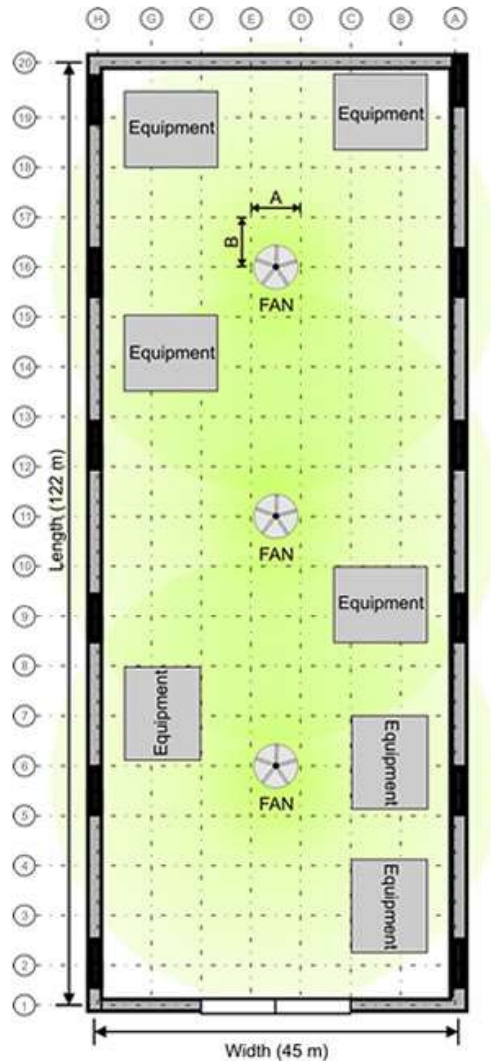 H G F E D C B A
20
19
Equipment
Equipment
18
17
A
B
16
FAN
15
Equipment
14
13
12
Length (122 m)
11
FAN
10
Equipment
9
8
Equipment
7
Equipment
6
FAN
5
4
Equipment
3
2
1
Width (45 m)